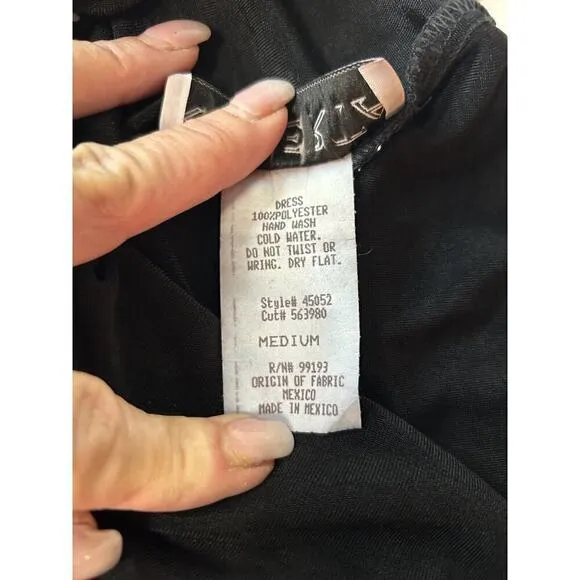 DRESS
100%POLYESTER
HAND WASH
COLD WATER.
DO NOT TWIST OR
WRING. DRY FLAT.
Style# 45052
Cut# 563980
MEDIUM
R/N# 99193
ORIGIN OF FABRIC
MEXICO
MADE IN MEXICO